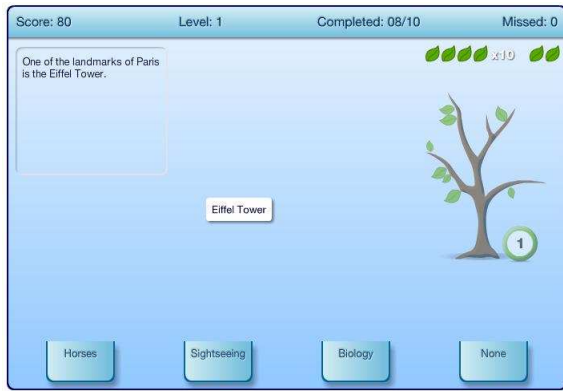 Score: 80 Level: 1 Completed: 08/10 Missed: 0
One of the landmarks of Paris
is the Eiffel Tower.
x10
Eiffel Tower
1
Horses Sightseeing Biology None